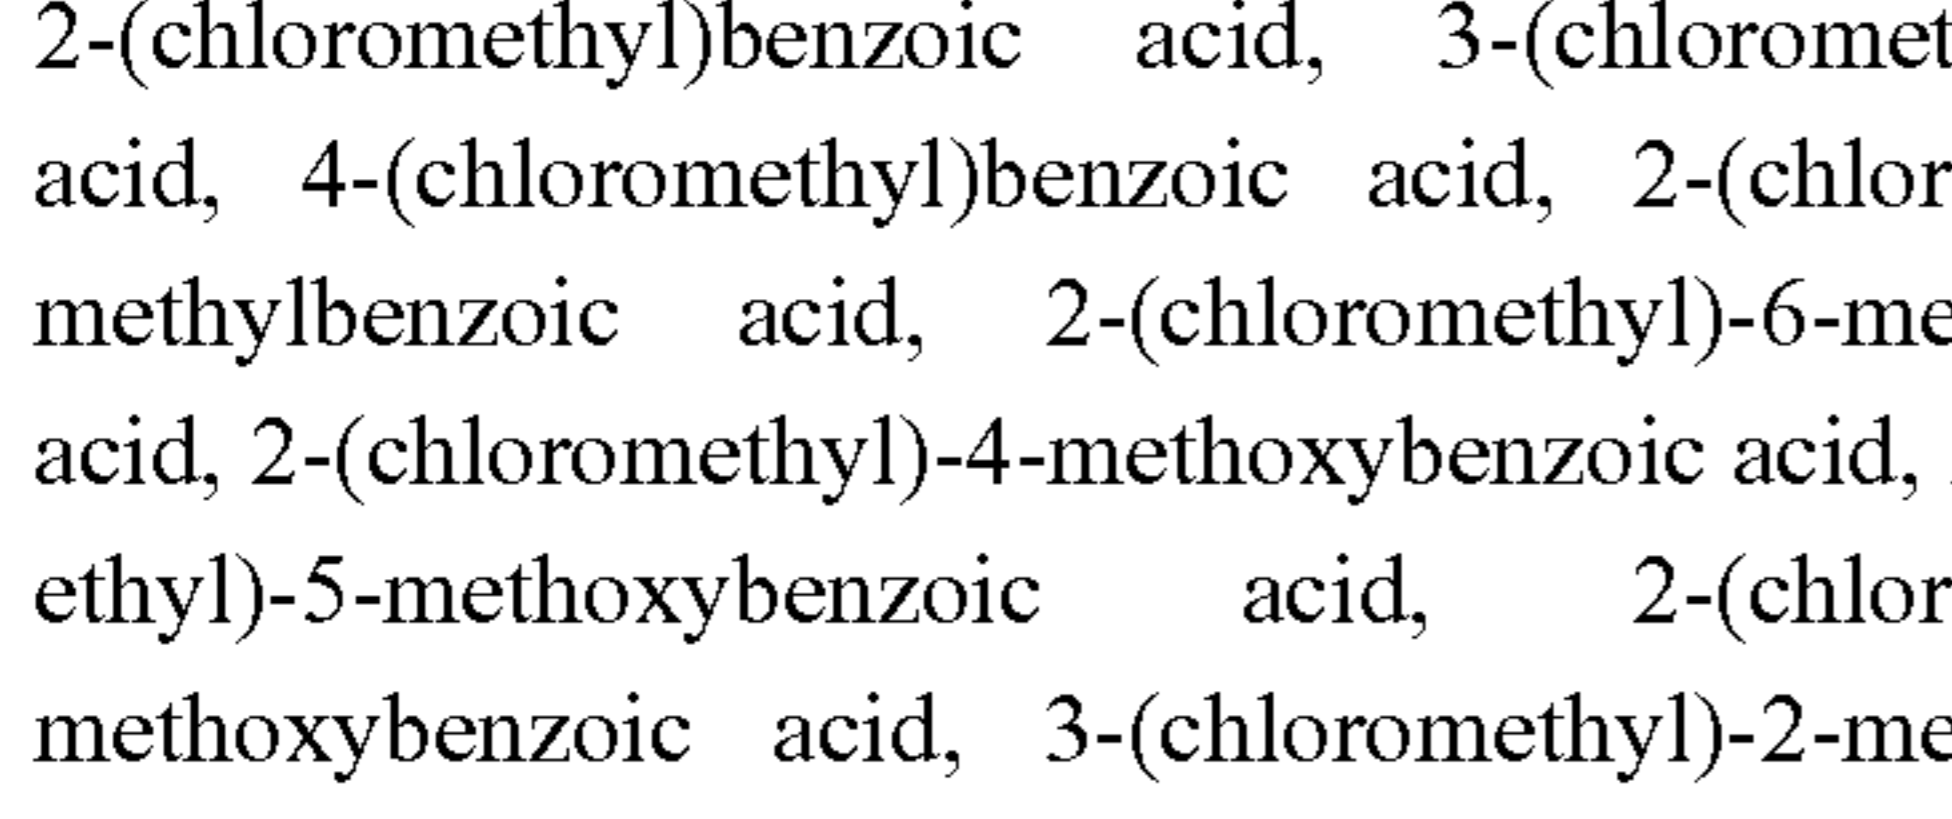 2-(chloromethyl)benzoic acid, 3-(chloromet
acid, 4-(chloromethyl)benzoic acid, 2-(chlor
methylbenzoic acid, 2-(chloromethyl)-6-me
acid, 2-(chloromethyl)-4-methoxybenzoic acid,
ethyl)-5-methoxybenzoic acid, 2-(chlor
methoxybenzoic acid, 3-(chloromethyl)-2-me